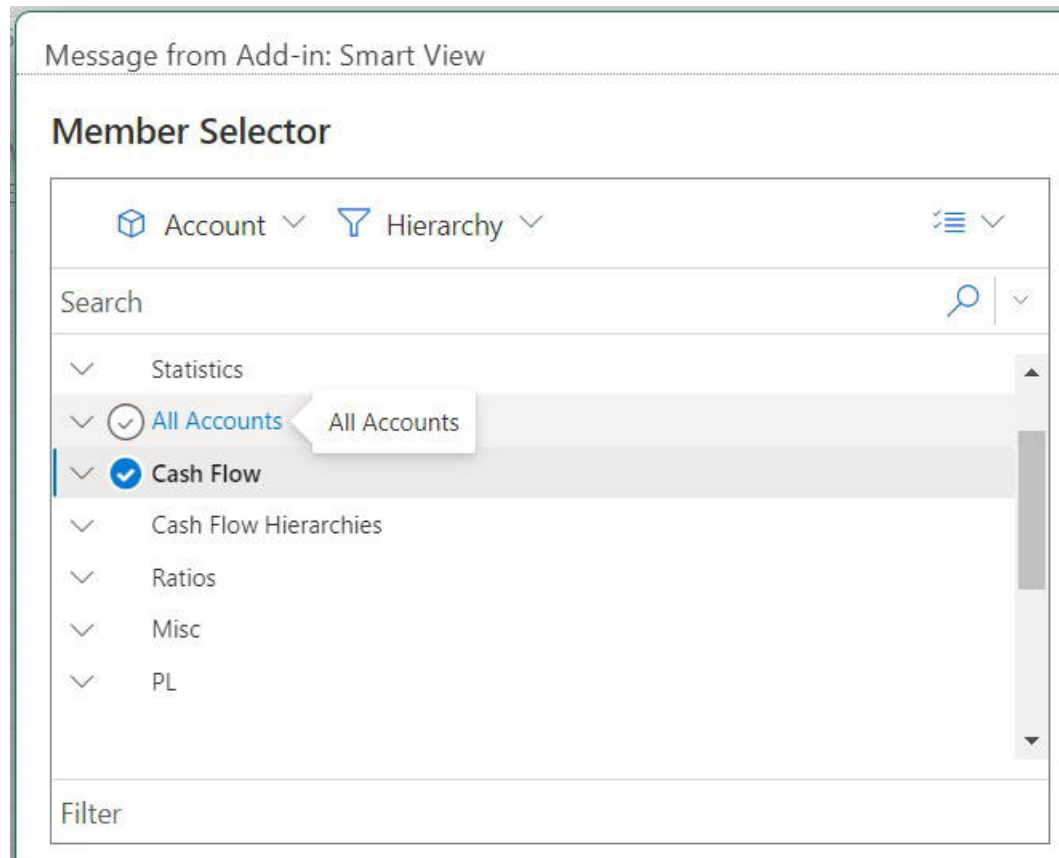 Message from Add-in: Smart View
Member Selector
Account Hierarchy
Search
Statistics
All Accounts All Accounts
Cash Flow
Cash Flow Hierarchies
Ratios
Misc
PL
Filter